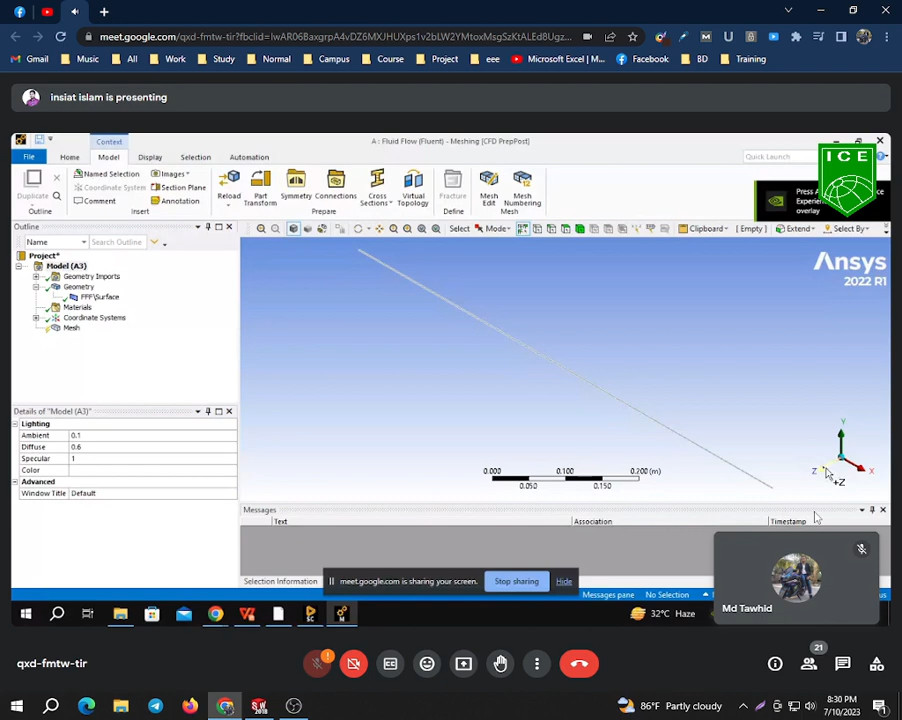 meet.google.com/qxd-fmtw-tir?fbclid=IwAR06BaxgrpA4vDZ6MXJHUXps1v2bLW2YMtoxMsgSzKtALEd8Ugz...
Gmail Music All Work Study Normal Campus Course Project eee Microsoft Excel | M... Facebook BD Training
insiat islam is presenting
Context
A : Fluid Flow (Fluent) - Meshing [CFD PrepPost]
File Home Model Display Selection Automation
Quick Launch
ICE
Duplicate
Outline
Named Selection
Coordinate System
Comment
Images
Section Plane
Annotation
Insert
Reload
Part Transform
Symmetry
Connections
Cross Sections
Virtual Topology
Prepare
Fracture
Define
Mesh Edit
Mesh Numbering
Mesh
Press A
Experien
overlay
Outline
Select Mode Clipboard [ Empty ] Extend Select By
Name Search Outline
Project*
Model (A3)
Geometry Imports
Geometry
FFF\Surface
Materials
Coordinate Systems
Mesh
Ansys
2022 R1
Details of "Model (A3)"
Lighting
Ambient 0.1
Diffuse 0.6
Specular 1
Color
Advanced
Window Title Default
0.000 0.100 0.200 (m)
0.050 0.150
Y
Z
X
+Z
Messages
Text Association Timestamp
Selection Information
meet.google.com is sharing your screen. Stop sharing Hide
Messages pane No Selection
Md Tawhid
32°C Haze
qxd-fmtw-tir
21
86°F Partly cloudy
8:30 PM
7/10/2023